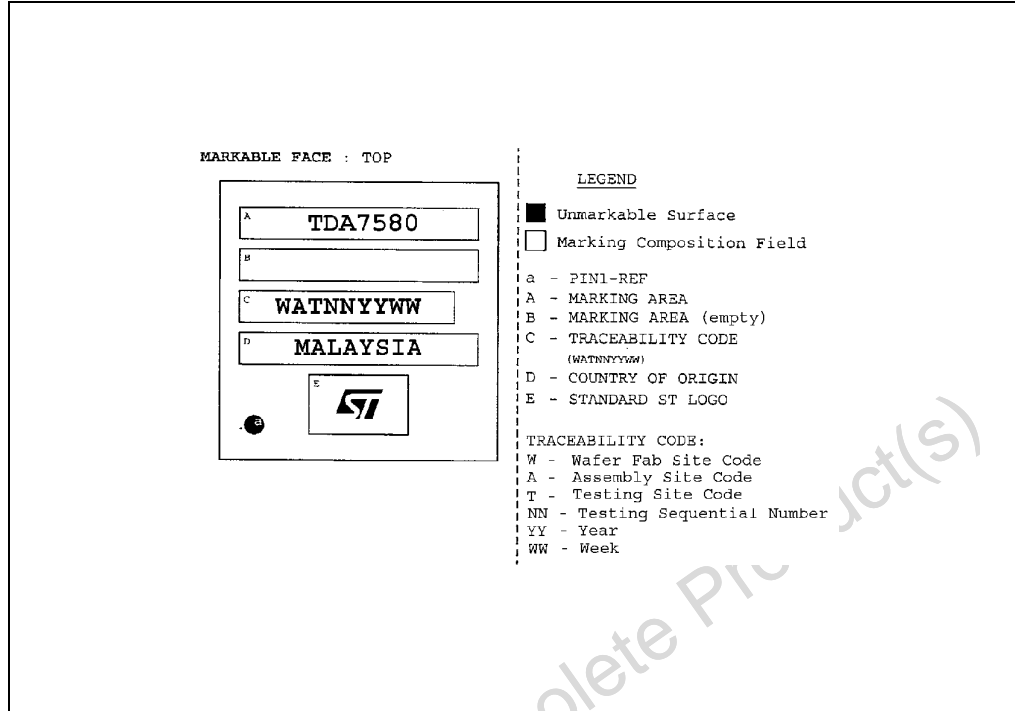 MARKABLE FACE : TOP
A
TDA7580
B
C
WATNNYYWW
D
MALAYSIA
E
ST
a
LEGEND
Unmarkable Surface
Marking Composition Field
a - PIN1-REF
A - MARKING AREA
B - MARKING AREA (empty)
C - TRACEABILITY CODE
(WATNNYYWW)
D - COUNTRY OF ORIGIN
E - STANDARD ST LOGO
TRACEABILITY CODE:
W - Wafer Fab Site Code
A - Assembly Site Code
T - Testing Site Code
NN - Testing Sequential Number
YY - Year
WW - Week